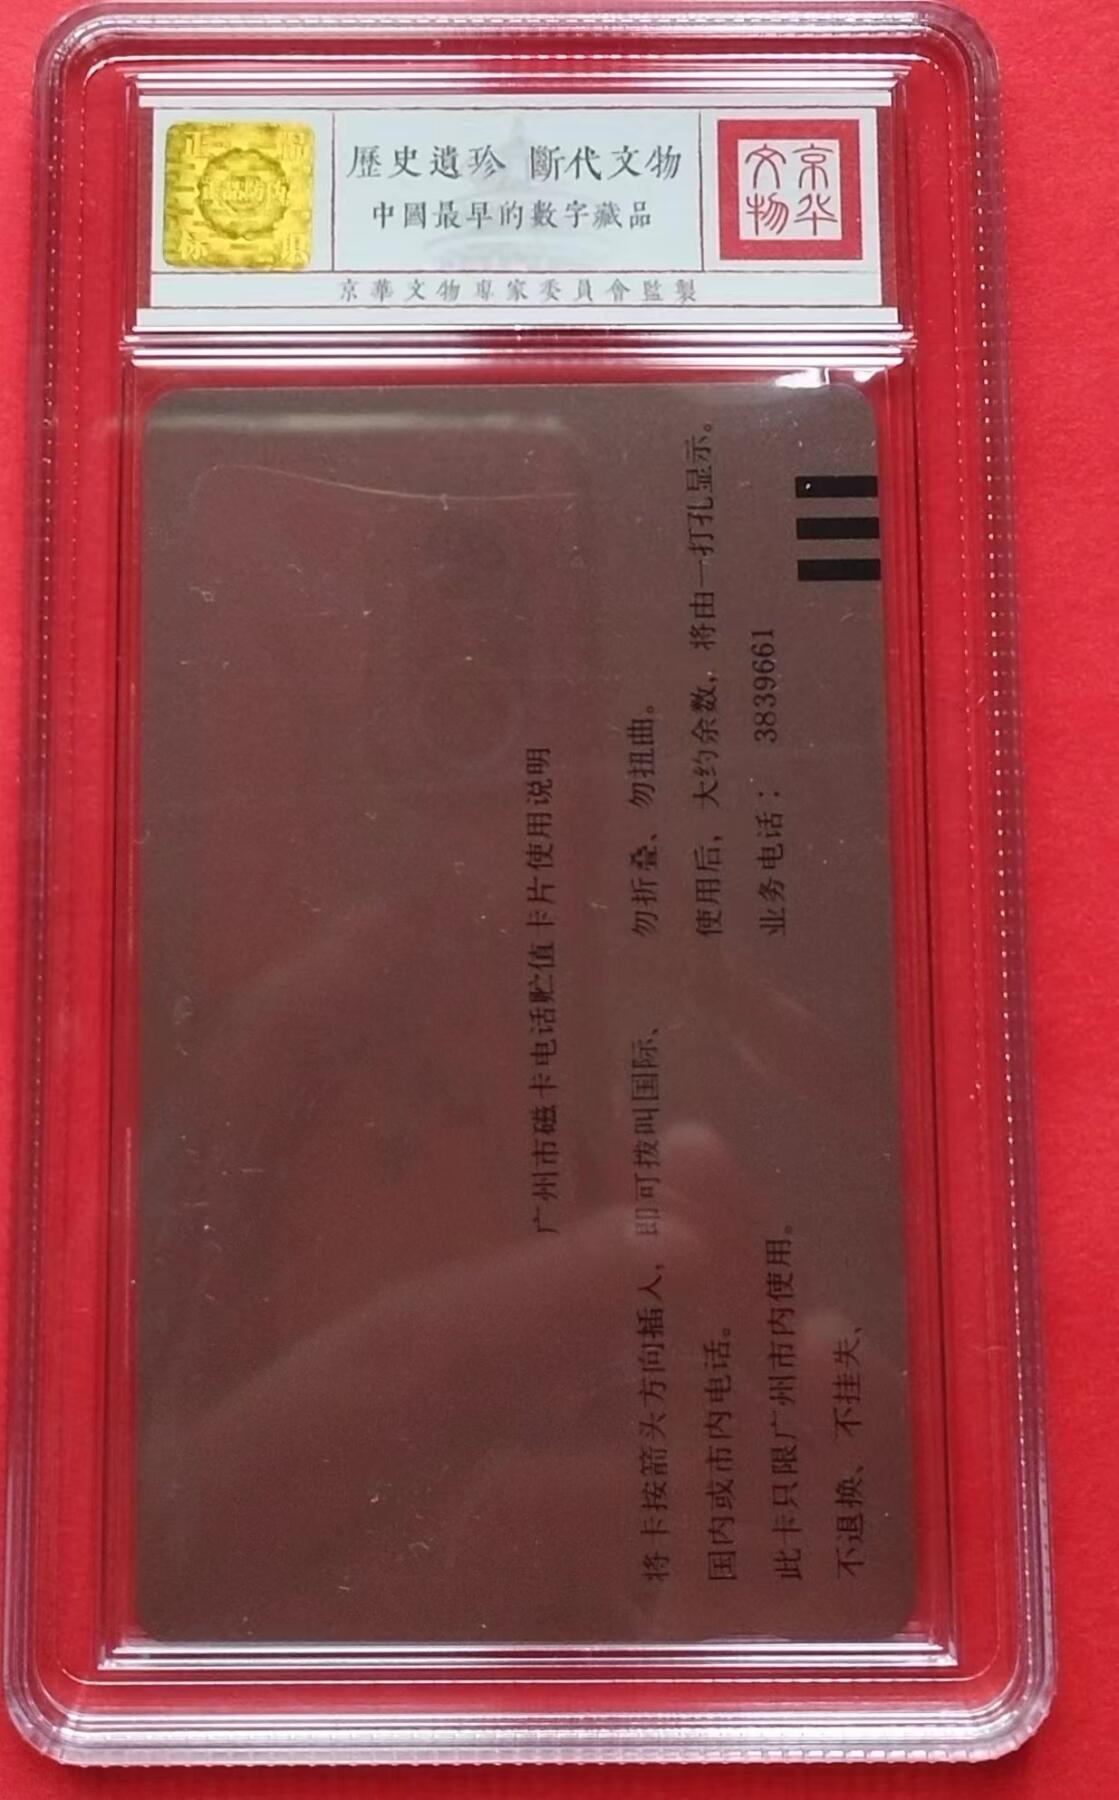 正品
标识
歷史遺珍 斷代文物
中國最早的數字藏品
京华文物
京華文物專家委員會監製
广州市磁卡电话贮值卡片使用说明
将卡按箭头方向插入，即可拨叫国际、
国内或市内电话。
此卡只限广州市内使用。
不退换、不挂失、
勿折叠、勿扭曲。
使用后，大约余数，将由一打孔显示。
业务电话：3839661